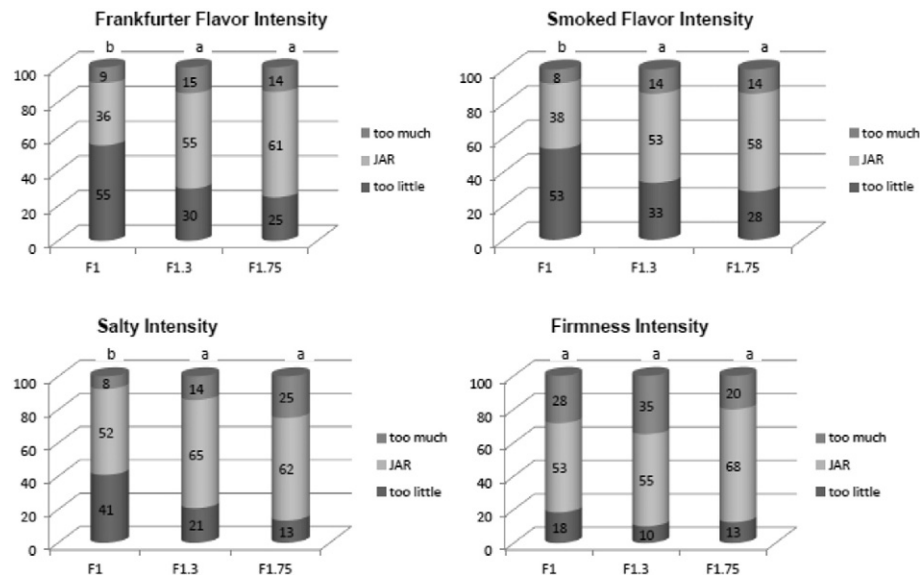 Frankfurter Flavor Intensity
b a a
100
80
60
40
20
0
9 15 14
36 55 61
55 30 25
F1 F1.3 F1.75
too much
JAR
too little
Smoked Flavor Intensity
b a a
100
80
60
40
20
0
8 14 14
38 53 58
53 33 28
F1 F1.3 F1.75
too much
JAR
too little
Salty Intensity
b a a
100
80
60
40
20
0
8 14 25
52 65 62
41 21 13
F1 F1.3 F1.75
too much
JAR
too little
Firmness Intensity
a a a
100
80
60
40
20
0
28 35 20
53 55 68
18 10 13
F1 F1.3 F1.75
too much
JAR
too little